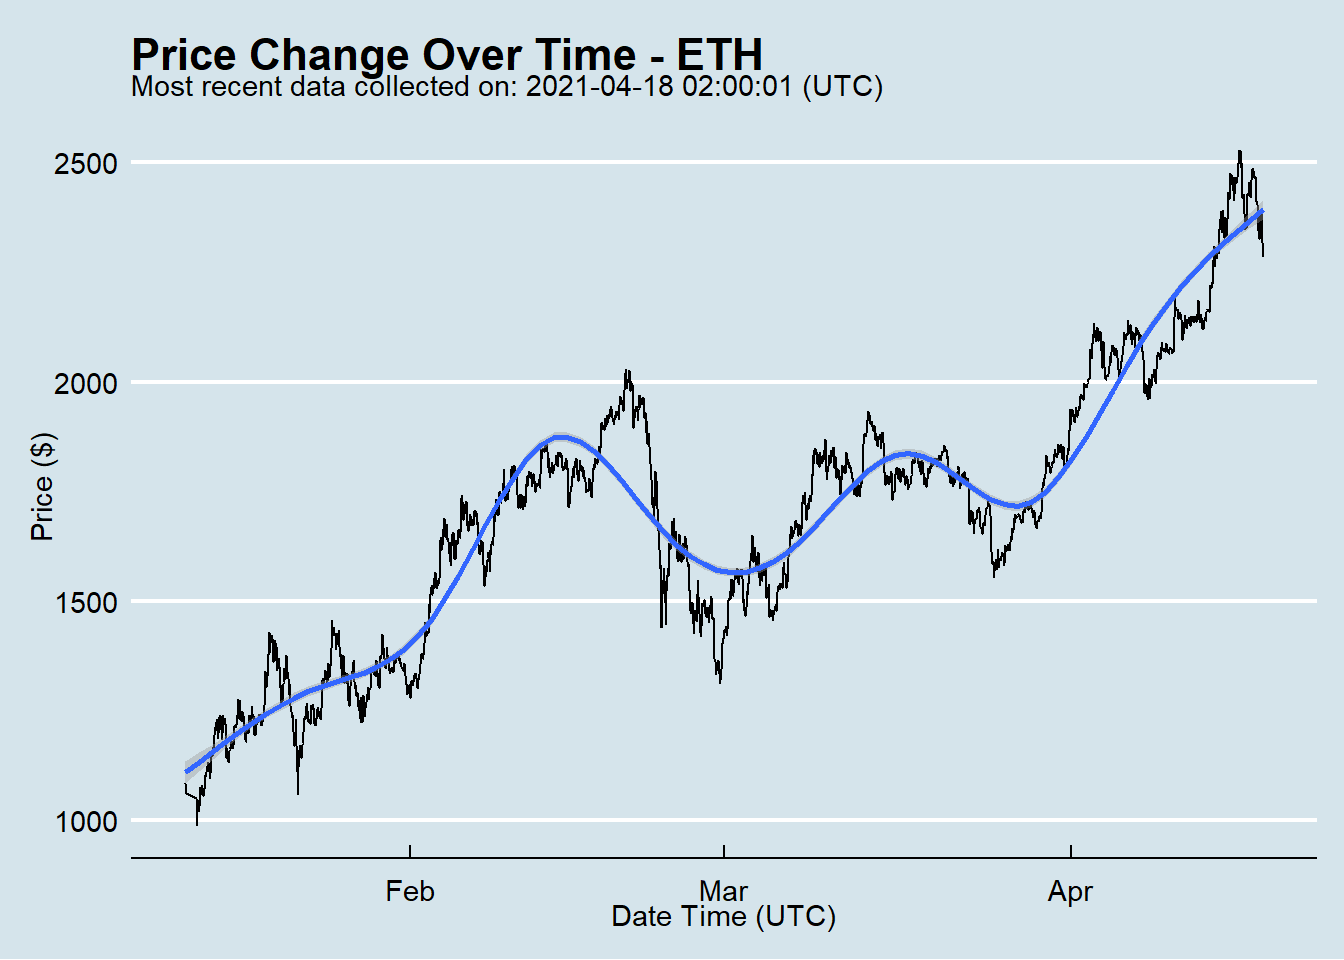 Price Change Over Time - ETH
Most recent data collected on: 2021-04-18 02:00:01 (UTC)
2500
2000
1500
1000
Price ($)
Feb Mar Apr
Date Time (UTC)